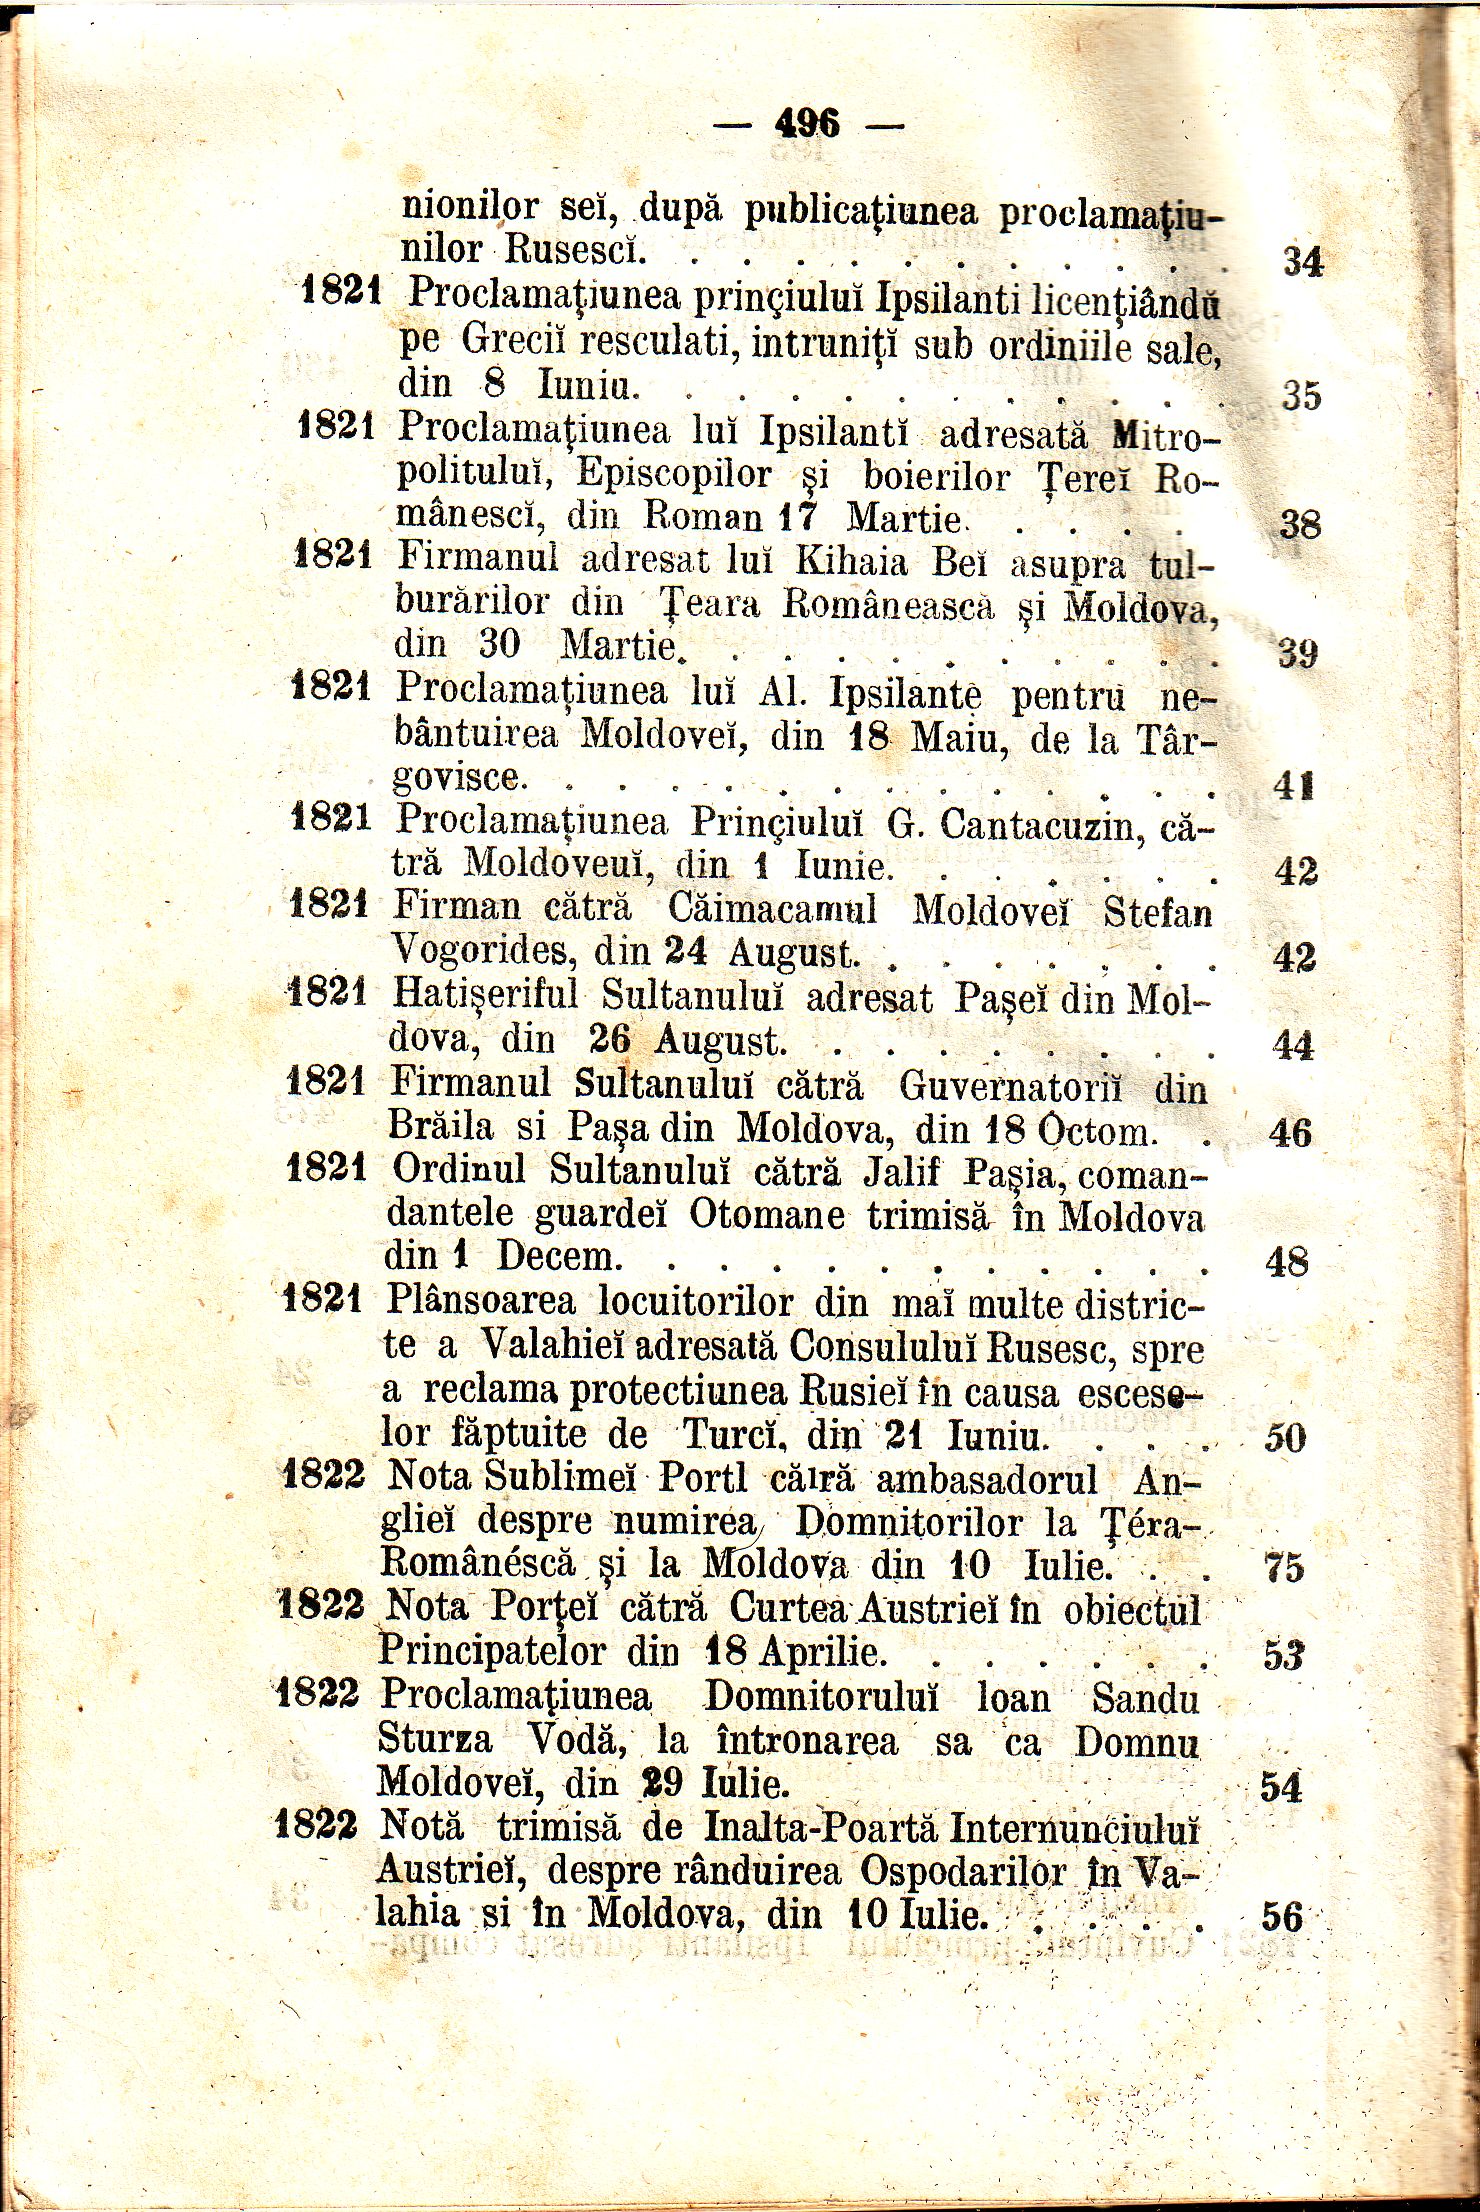 — 496 —
nionilor seĭ, după publicațiunea proclamațiu-
nilor Rusescĭ. . . . . . . . . . . . 34
1821 Proclamațiunea prinçiuluĭ Ipsilanti licențiândŭ
pe Greciĭ resculati, intruniţĭ sub ordiniile sale,
din 8 Iuniu. . . . . . . . . . . . 35
1821 Proclamaţiunea luĭ Ipsilantĭ adresată Mitro-
polituluĭ, Episcopilor şi boierilor Ţereĭ Ro-
mânescĭ, din Roman 17 Martie. . . . . 38
1821 Firmanul adresat luĭ Kihaia Beĭ asupra tul-
burărilor din Ţeara Românească şi Moldova,
din 30 Martie. . . . . . . . . . . 39
1821 Proclamaţiunea luĭ Al. Ipsilante pentru ne-
bântuirea Moldoveĭ, din 18 Maiu, de la Târ-
govisce. . . . . . . . . . . . . . 41
1821 Proclamaţiunea Prinçiuluĭ G. Cantacuzin, că-
tră Moldoveuĭ, din 1 Iunie. . . . . . . 42
1821 Firman cătră Căimacamul Moldoveĭ Stefan
Vogorides, din 24 August. . . . . . . . 42
1821 Hatişeriful Sultanuluĭ adresat Paşeĭ din Mol-
dova, din 26 August. . . . . . . . . 44
1821 Firmanul Sultanuluĭ cătră Guvernatoriĭ din
Brăila si Paşa din Moldova, din 18 Octom. . 46
1821 Ordinul Sultanuluĭ cătră Jalif Paşia, coman-
dantele guardeĭ Otomane trimisă în Moldova
din 1 Decem. . . . . . . . . . . . 48
1821 Plânsoarea locuitorilor din maĭ multe distric-
te a Valahieĭ adresată Consululuĭ Rusesc, spre
a reclama protectiunea Rusieĭ în causa escese-
lor făptuite de Turcĭ, din 21 Iuniu. . . . 50
1822 Nota Sublimeĭ Portl cătră ambasadorul An-
glieĭ despre numirea Domnitorilor la Ţéra-
Românéscă şi la Moldova din 10 Iulie. . . 75
1822 Nota Porţeĭ cătră Curtea Austrieĭ în obiectul
Principatelor din 18 Aprilie. . . . . . . 53
1822 Proclamaţiunea Domnitoruluĭ Ioan Sandu
Sturza Vodă, la întronarea sa ca Domnu
Moldoveĭ, din 29 Iulie. 54
1822 Notă trimisă de Inalta-Poartă Internunciuluĭ
Austrieĭ, despre rânduirea Ospodarilor în Va-
lahia si în Moldova, din 10 Iulie. . . . . 56